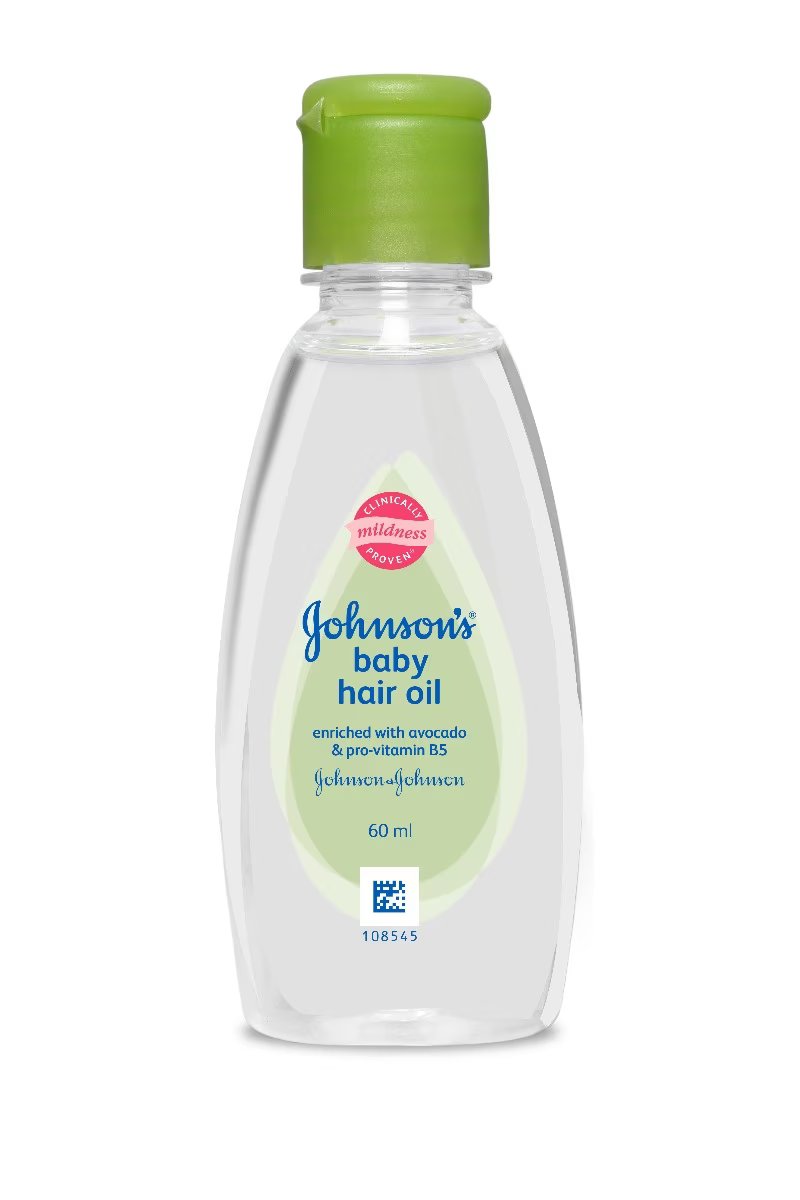 CLINICALLY
mildness
PROVEN
Johnson's®
baby
hair oil
enriched with avocado
& pro-vitamin B5
Johnson & Johnson
60 ml
108545